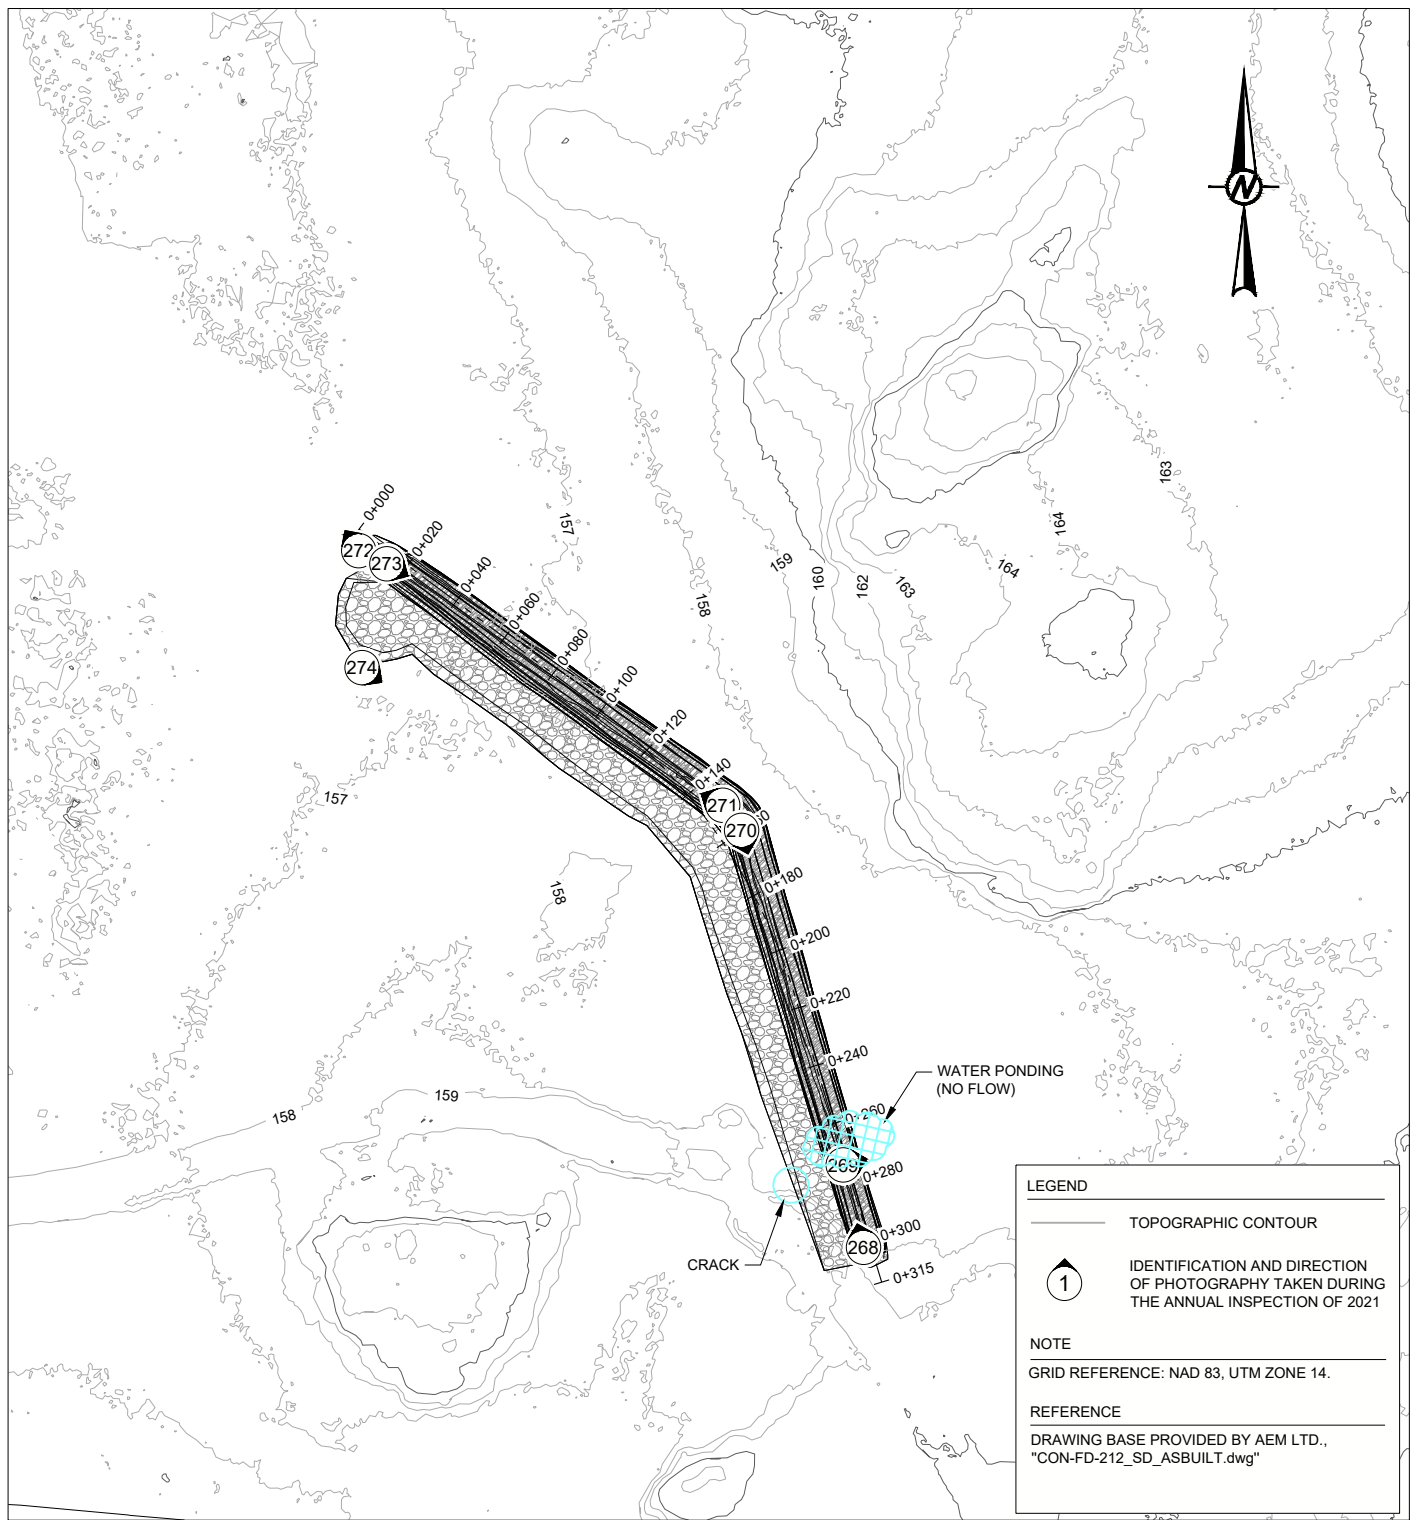 N
163
164
164
163
162
160
159
158
157
0+000
0+020
0+040
0+060
0+080
0+100
0+120
0+140
272
273
274
271
270
157
158
0+180
0+200
0+220
0+240
0+260
0+280
0+300
0+315
WATER PONDING
(NO FLOW)
269
268
CRACK
159
158
LEGEND
TOPOGRAPHIC CONTOUR
1
IDENTIFICATION AND DIRECTION
OF PHOTOGRAPHY TAKEN DURING
THE ANNUAL INSPECTION OF 2021
NOTE
GRID REFERENCE: NAD 83, UTM ZONE 14.
REFERENCE
DRAWING BASE PROVIDED BY AEM LTD.,
"CON-FD-212_SD_ASBUILT.dwg"